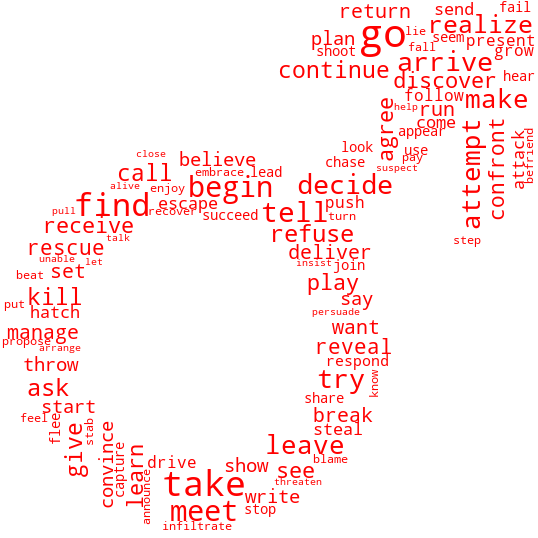 return
go
send
fail
realize
lie
plan
shoot
fall
seem
present
grow
continue
arrive
discover
hear
follow
make
help
run
agree
come
appear
attempt
confront
attack
befriend
look
use
chase
pay
suspect
step
close
believe
call
embrace
lead
alive
enjoy
begin
decide
find
escape
push
pull
recover
succeed
tell
turn
receive
talk
refuse
rescue
deliver
unable
let
insist
join
beat
set
play
kill
say
put
hatch
persuade
manage
want
propose
arrange
reveal
throw
respond
ask
try
know
start
share
feel
flee
break
give
stab
steal
convince
leave
capture
learn
drive
show
see
blame
announce
take
threaten
write
meet
stop
infiltrate